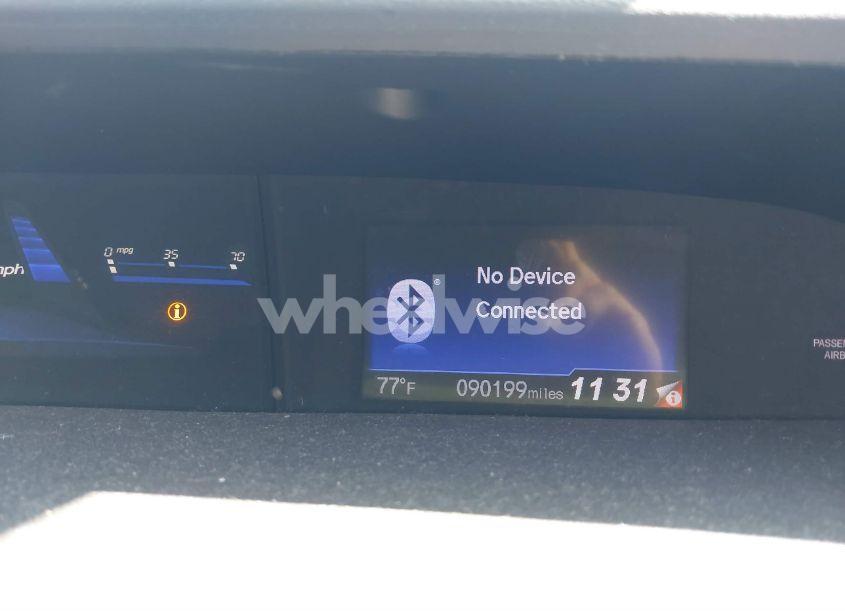 mph
0 mpg 35 70
No Device
Connected
wheelwise
77°F 090199miles 11 31
PASSEN
AIRB